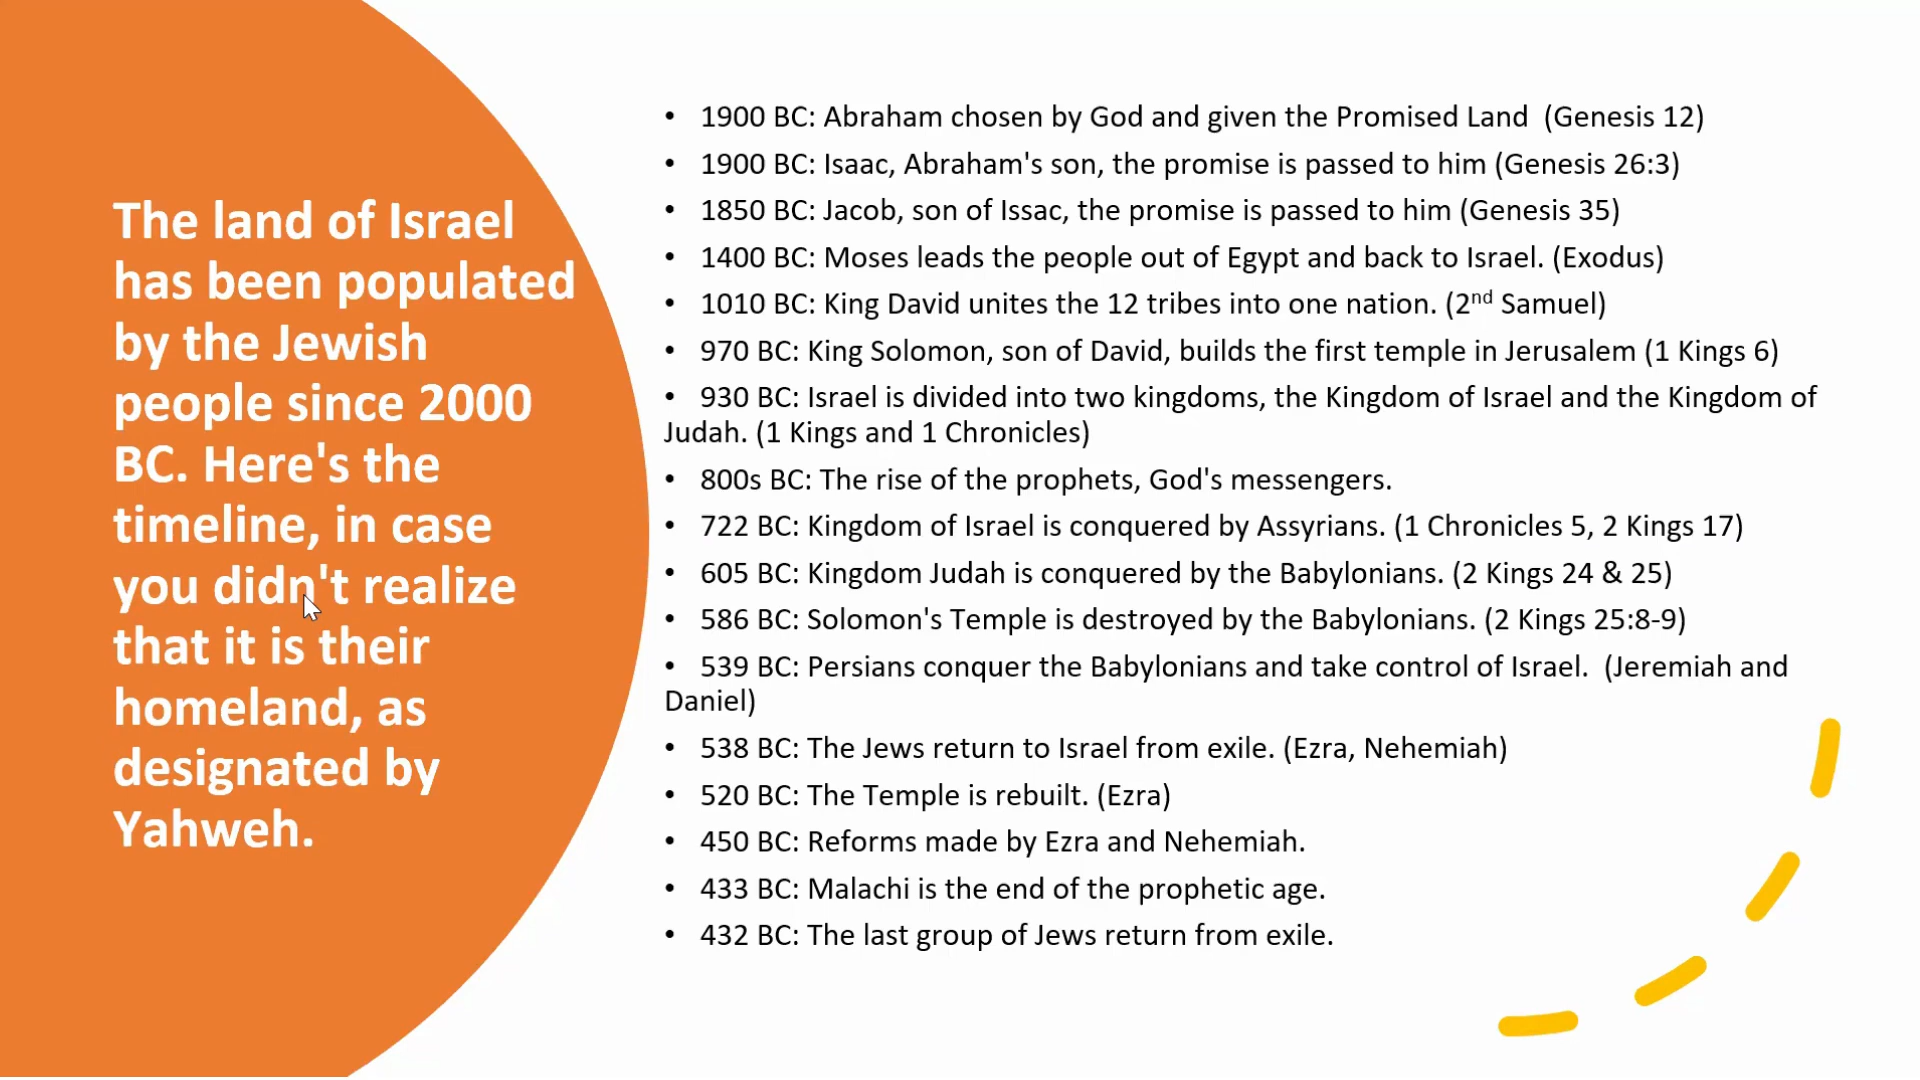 The land of Israel
has been populated
by the Jewish
people since 2000
BC. Here's the
timeline, in case
you didn't realize
that it is their
homeland, as
designated by
Yahweh.
• 1900 BC: Abraham chosen by God and given the Promised Land  (Genesis 12)
• 1900 BC: Isaac, Abraham's son, the promise is passed to him (Genesis 26:3)
• 1850 BC: Jacob, son of Issac, the promise is passed to him (Genesis 35)
• 1400 BC: Moses leads the people out of Egypt and back to Israel. (Exodus)
• 1010 BC: King David unites the 12 tribes into one nation. (2nd Samuel)
• 970 BC: King Solomon, son of David, builds the first temple in Jerusalem (1 Kings 6)
• 930 BC: Israel is divided into two kingdoms, the Kingdom of Israel and the Kingdom of
Judah. (1 Kings and 1 Chronicles)
• 800s BC: The rise of the prophets, God's messengers.
• 722 BC: Kingdom of Israel is conquered by Assyrians. (1 Chronicles 5, 2 Kings 17)
• 605 BC: Kingdom Judah is conquered by the Babylonians. (2 Kings 24 & 25)
• 586 BC: Solomon's Temple is destroyed by the Babylonians. (2 Kings 25:8-9)
• 539 BC: Persians conquer the Babylonians and take control of Israel.  (Jeremiah and
Daniel)
• 538 BC: The Jews return to Israel from exile. (Ezra, Nehemiah)
• 520 BC: The Temple is rebuilt. (Ezra)
• 450 BC: Reforms made by Ezra and Nehemiah.
• 433 BC: Malachi is the end of the prophetic age.
• 432 BC: The last group of Jews return from exile.